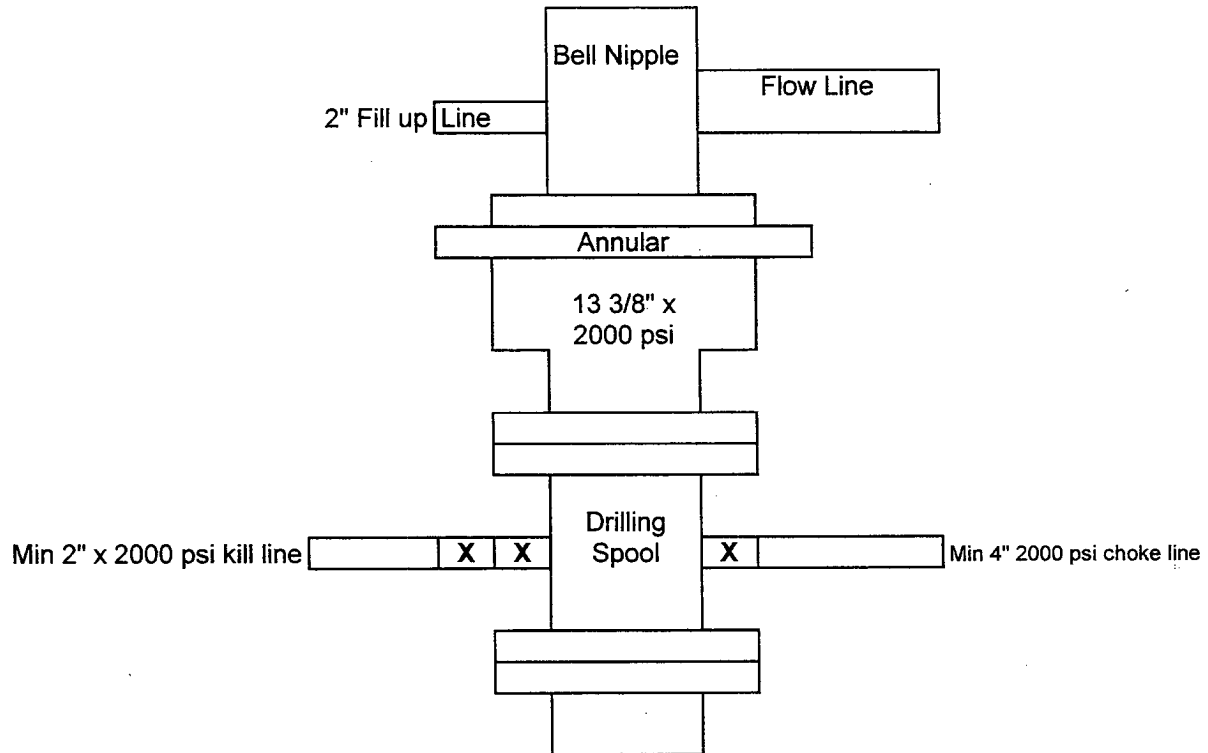 Bell Nipple
Flow Line
2" Fill up Line
Annular
13 3/8" x
2000 psi
Drilling
Spool
Min 2" x 2000 psi kill line
X X
X
Min 4" 2000 psi choke line